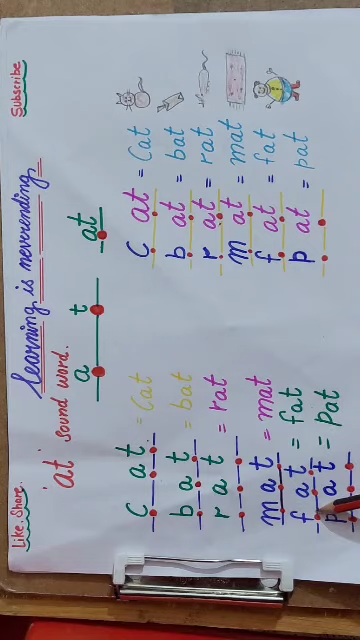 Like. Share. Subscribe
learning is neverending
'at' sound word.
a t at
c a t = Cat
b a t = bat
r a t = rat
m a t = mat
f a t = fat
p a t = Pat
C at = Cat
b at = bat
r at = rat
m at = mat
f at = fat
p at = pat